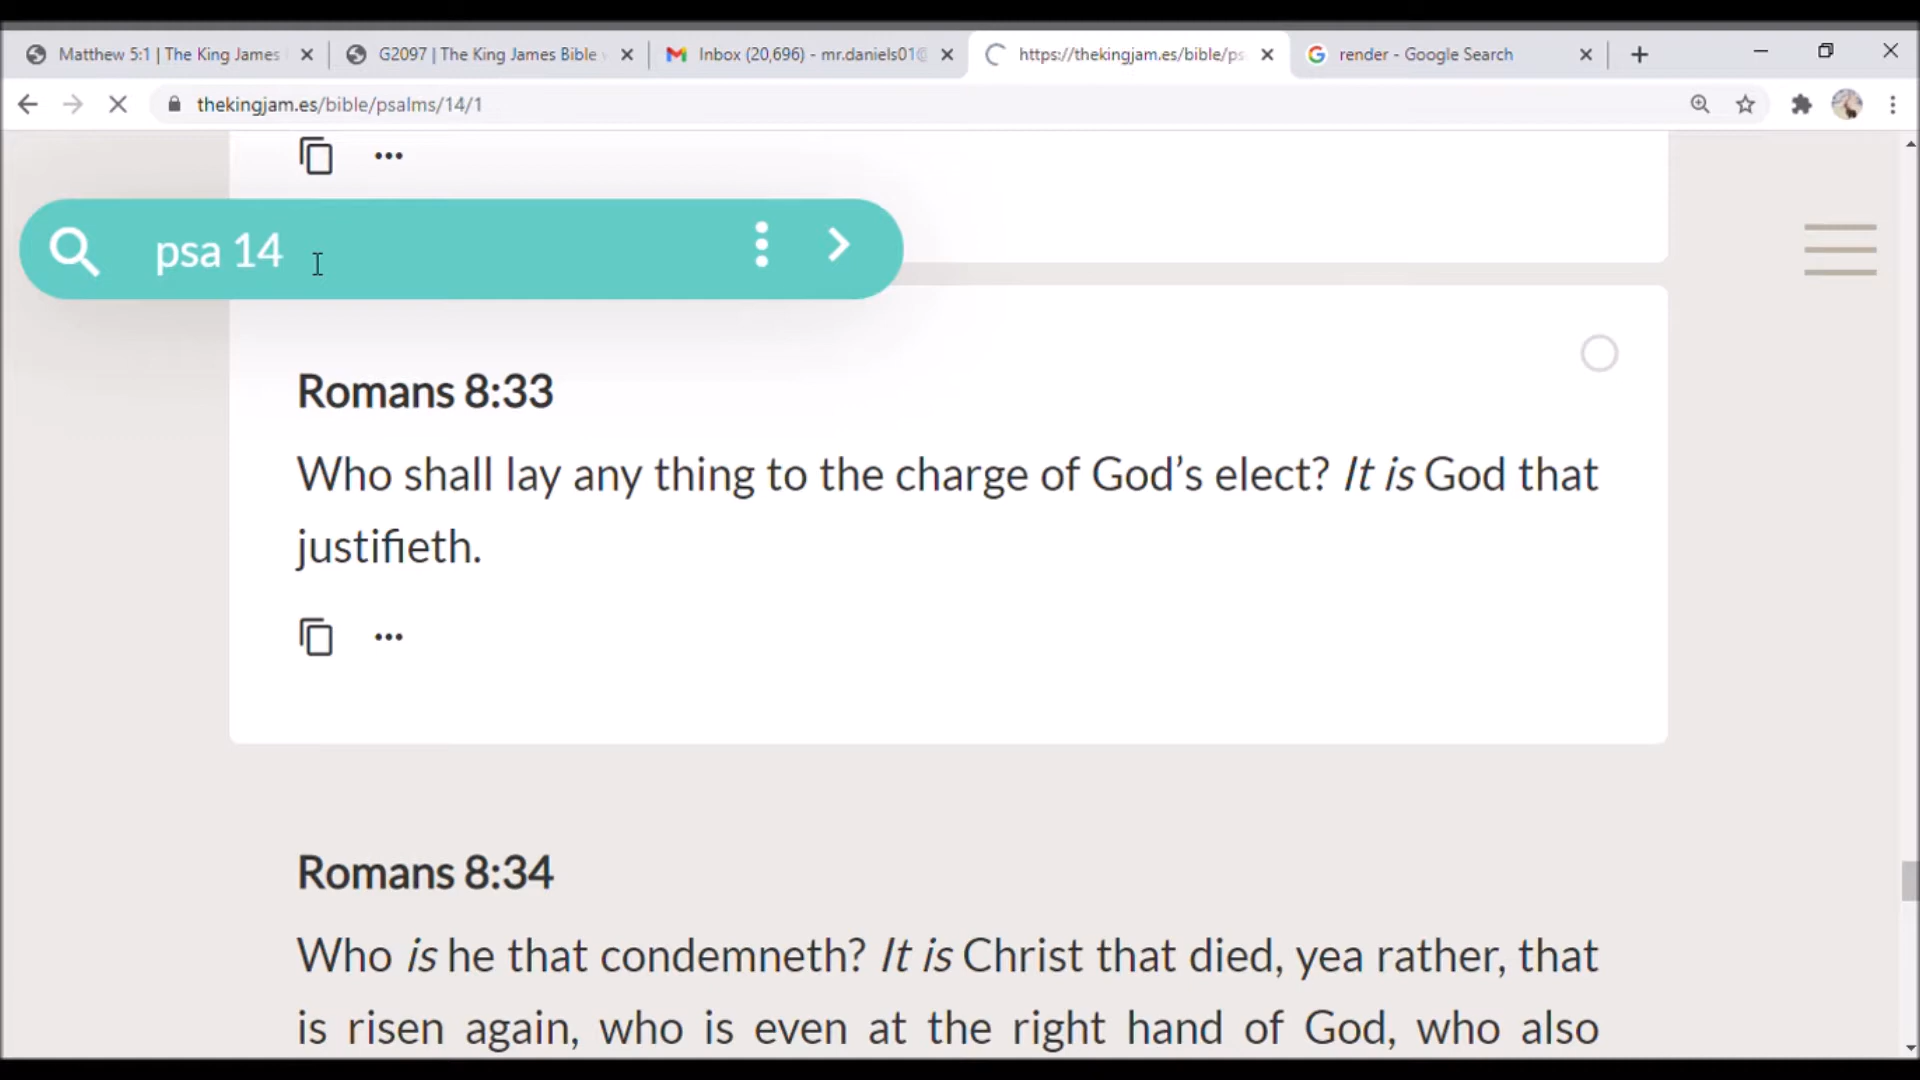 Matthew 5:1 | The King James
G2097 | The King James Bible
Inbox (20,696) - mr.daniels01@
https://thekingjam.es/bible/ps
render - Google Search
thekingjam.es/bible/psalms/14/1
psa 14
Romans 8:33
Who shall lay any thing to the charge of God’s elect? It is God that
justifieth.
Romans 8:34
Who is he that condemneth? It is Christ that died, yea rather, that
is risen again, who is even at the right hand of God, who also